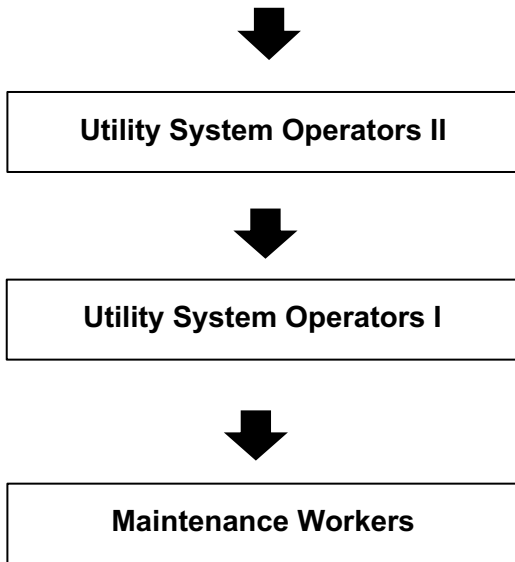 Utility System Operators II
Utility System Operators I
Maintenance Workers